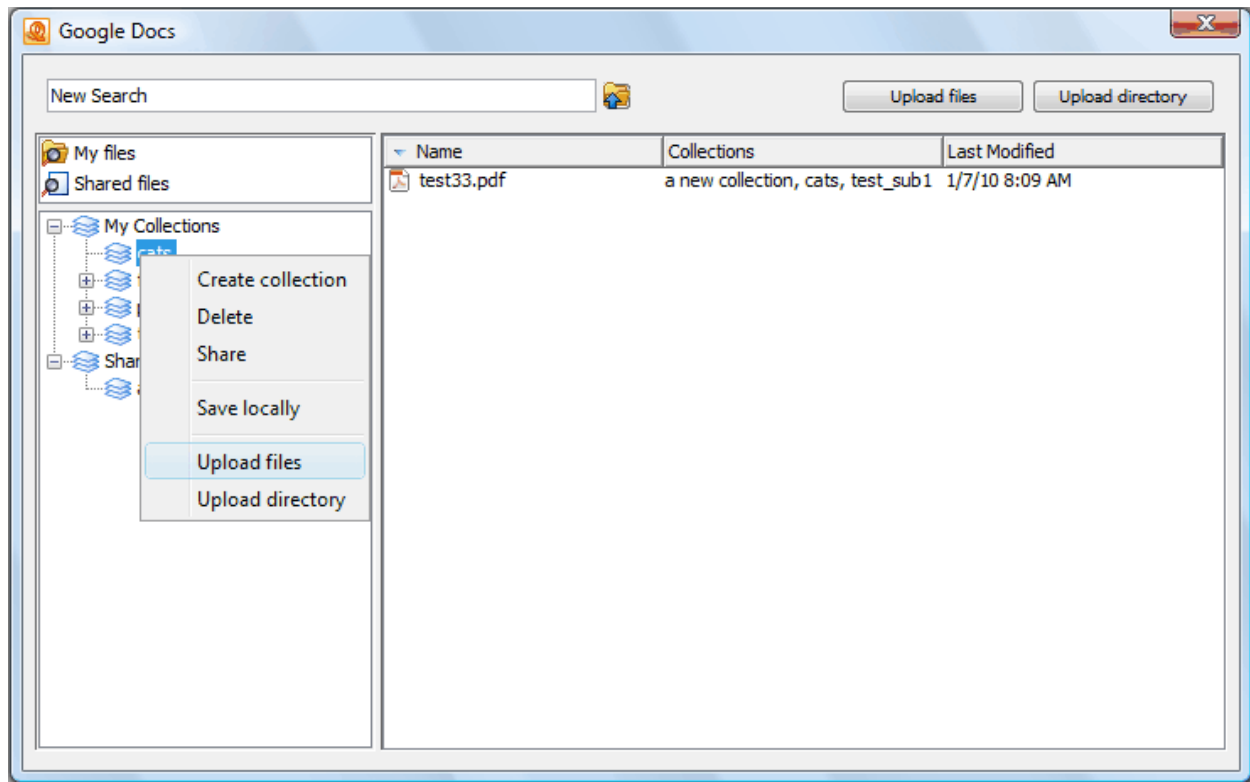 Google Docs
New Search
Upload files
Upload directory
My files
Shared files
Name Collections Last Modified
test33.pdf a new collection, cats, test_sub1 1/7/10 8:09 AM
My Collections
cats
Create collection
Delete
Share
Save locally
Upload files
Upload directory